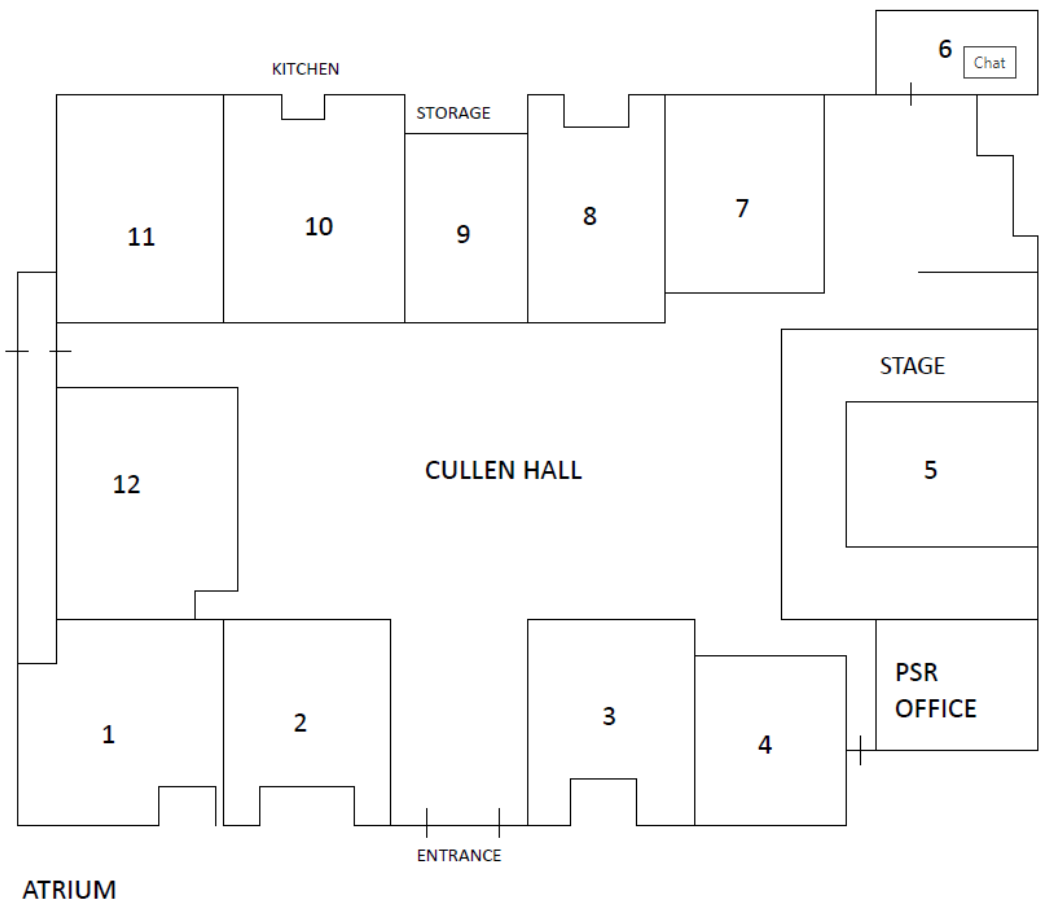 6
Chat
KITCHEN
STORAGE
11
10
9
8
7
STAGE
12
CULLEN HALL
5
1
2
3
4
PSR
OFFICE
ENTRANCE
ATRIUM